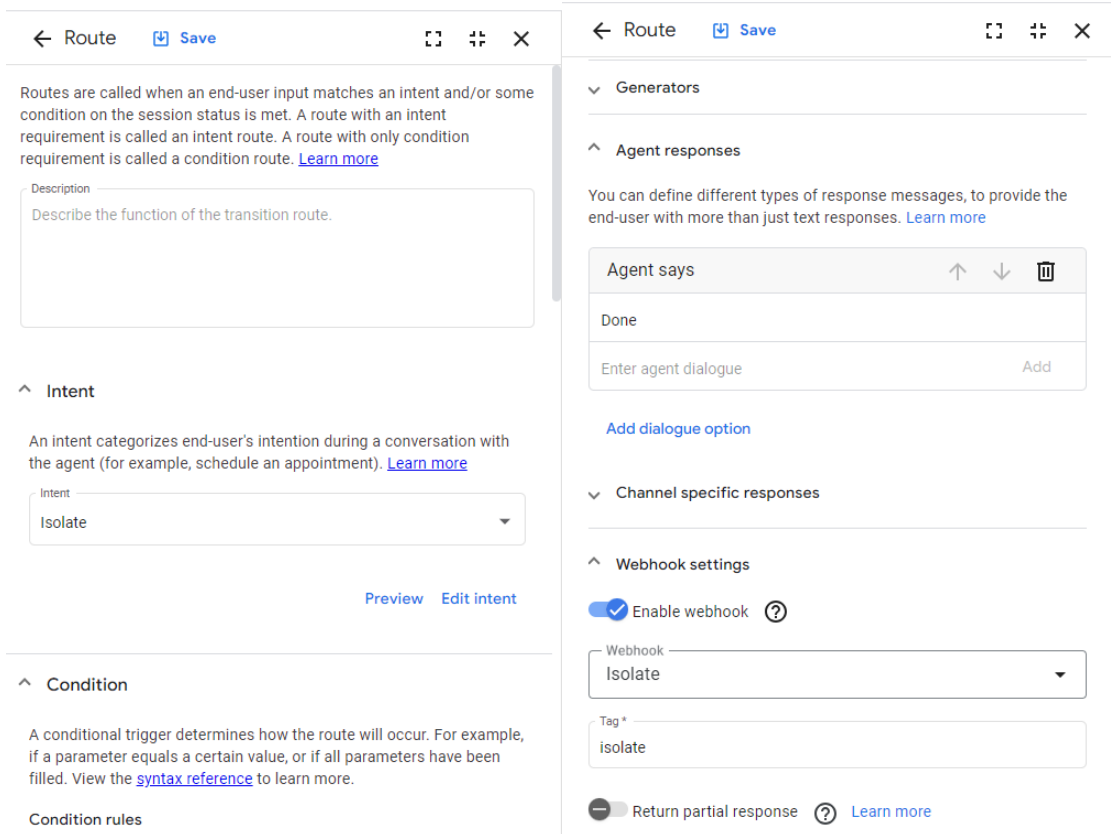 Route
Save
Routes are called when an end-user input matches an intent and/or some
condition on the session status is met. A route with an intent
requirement is called an intent route. A route with only condition
requirement is called a condition route. Learn more
Description
Describe the function of the transition route.
Intent
An intent categorizes end-user's intention during a conversation with
the agent (for example, schedule an appointment). Learn more
Intent
Isolate
Preview Edit intent
Condition
A conditional trigger determines how the route will occur. For example,
if a parameter equals a certain value, or if all parameters have been
filled. View the syntax reference to learn more.
Condition rules
Route
Save
Generators
Agent responses
You can define different types of response messages, to provide the
end-user with more than just text responses. Learn more
Agent says
Done
Enter agent dialogue Add
Add dialogue option
Channel specific responses
Webhook settings
Enable webhook ?
Webhook
Isolate
Tag *
isolate
Return partial response ? Learn more